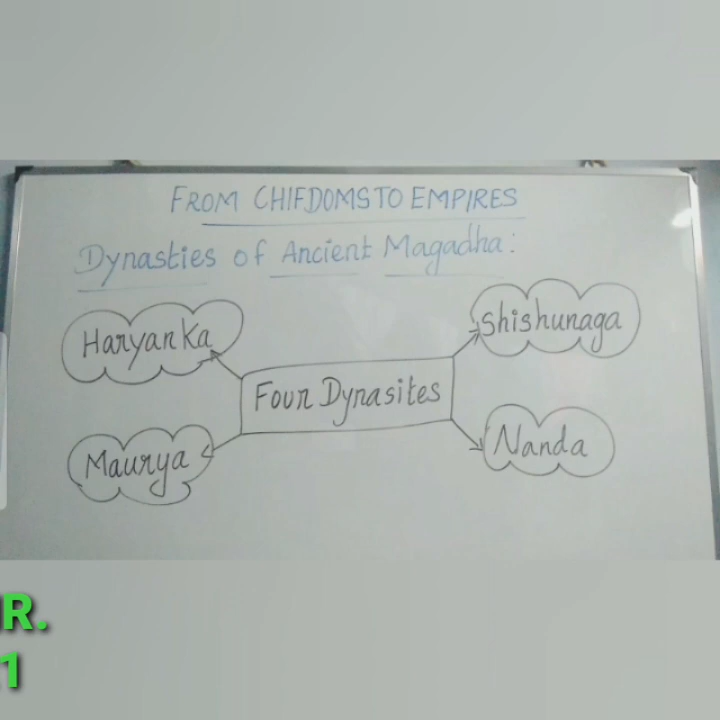 FROM CHIFDOMS TO EMPIRES
Dynasties of Ancient Magadha:
Haryanka
Shishunaga
Four Dynasites
Maurya
Nanda
R.
1